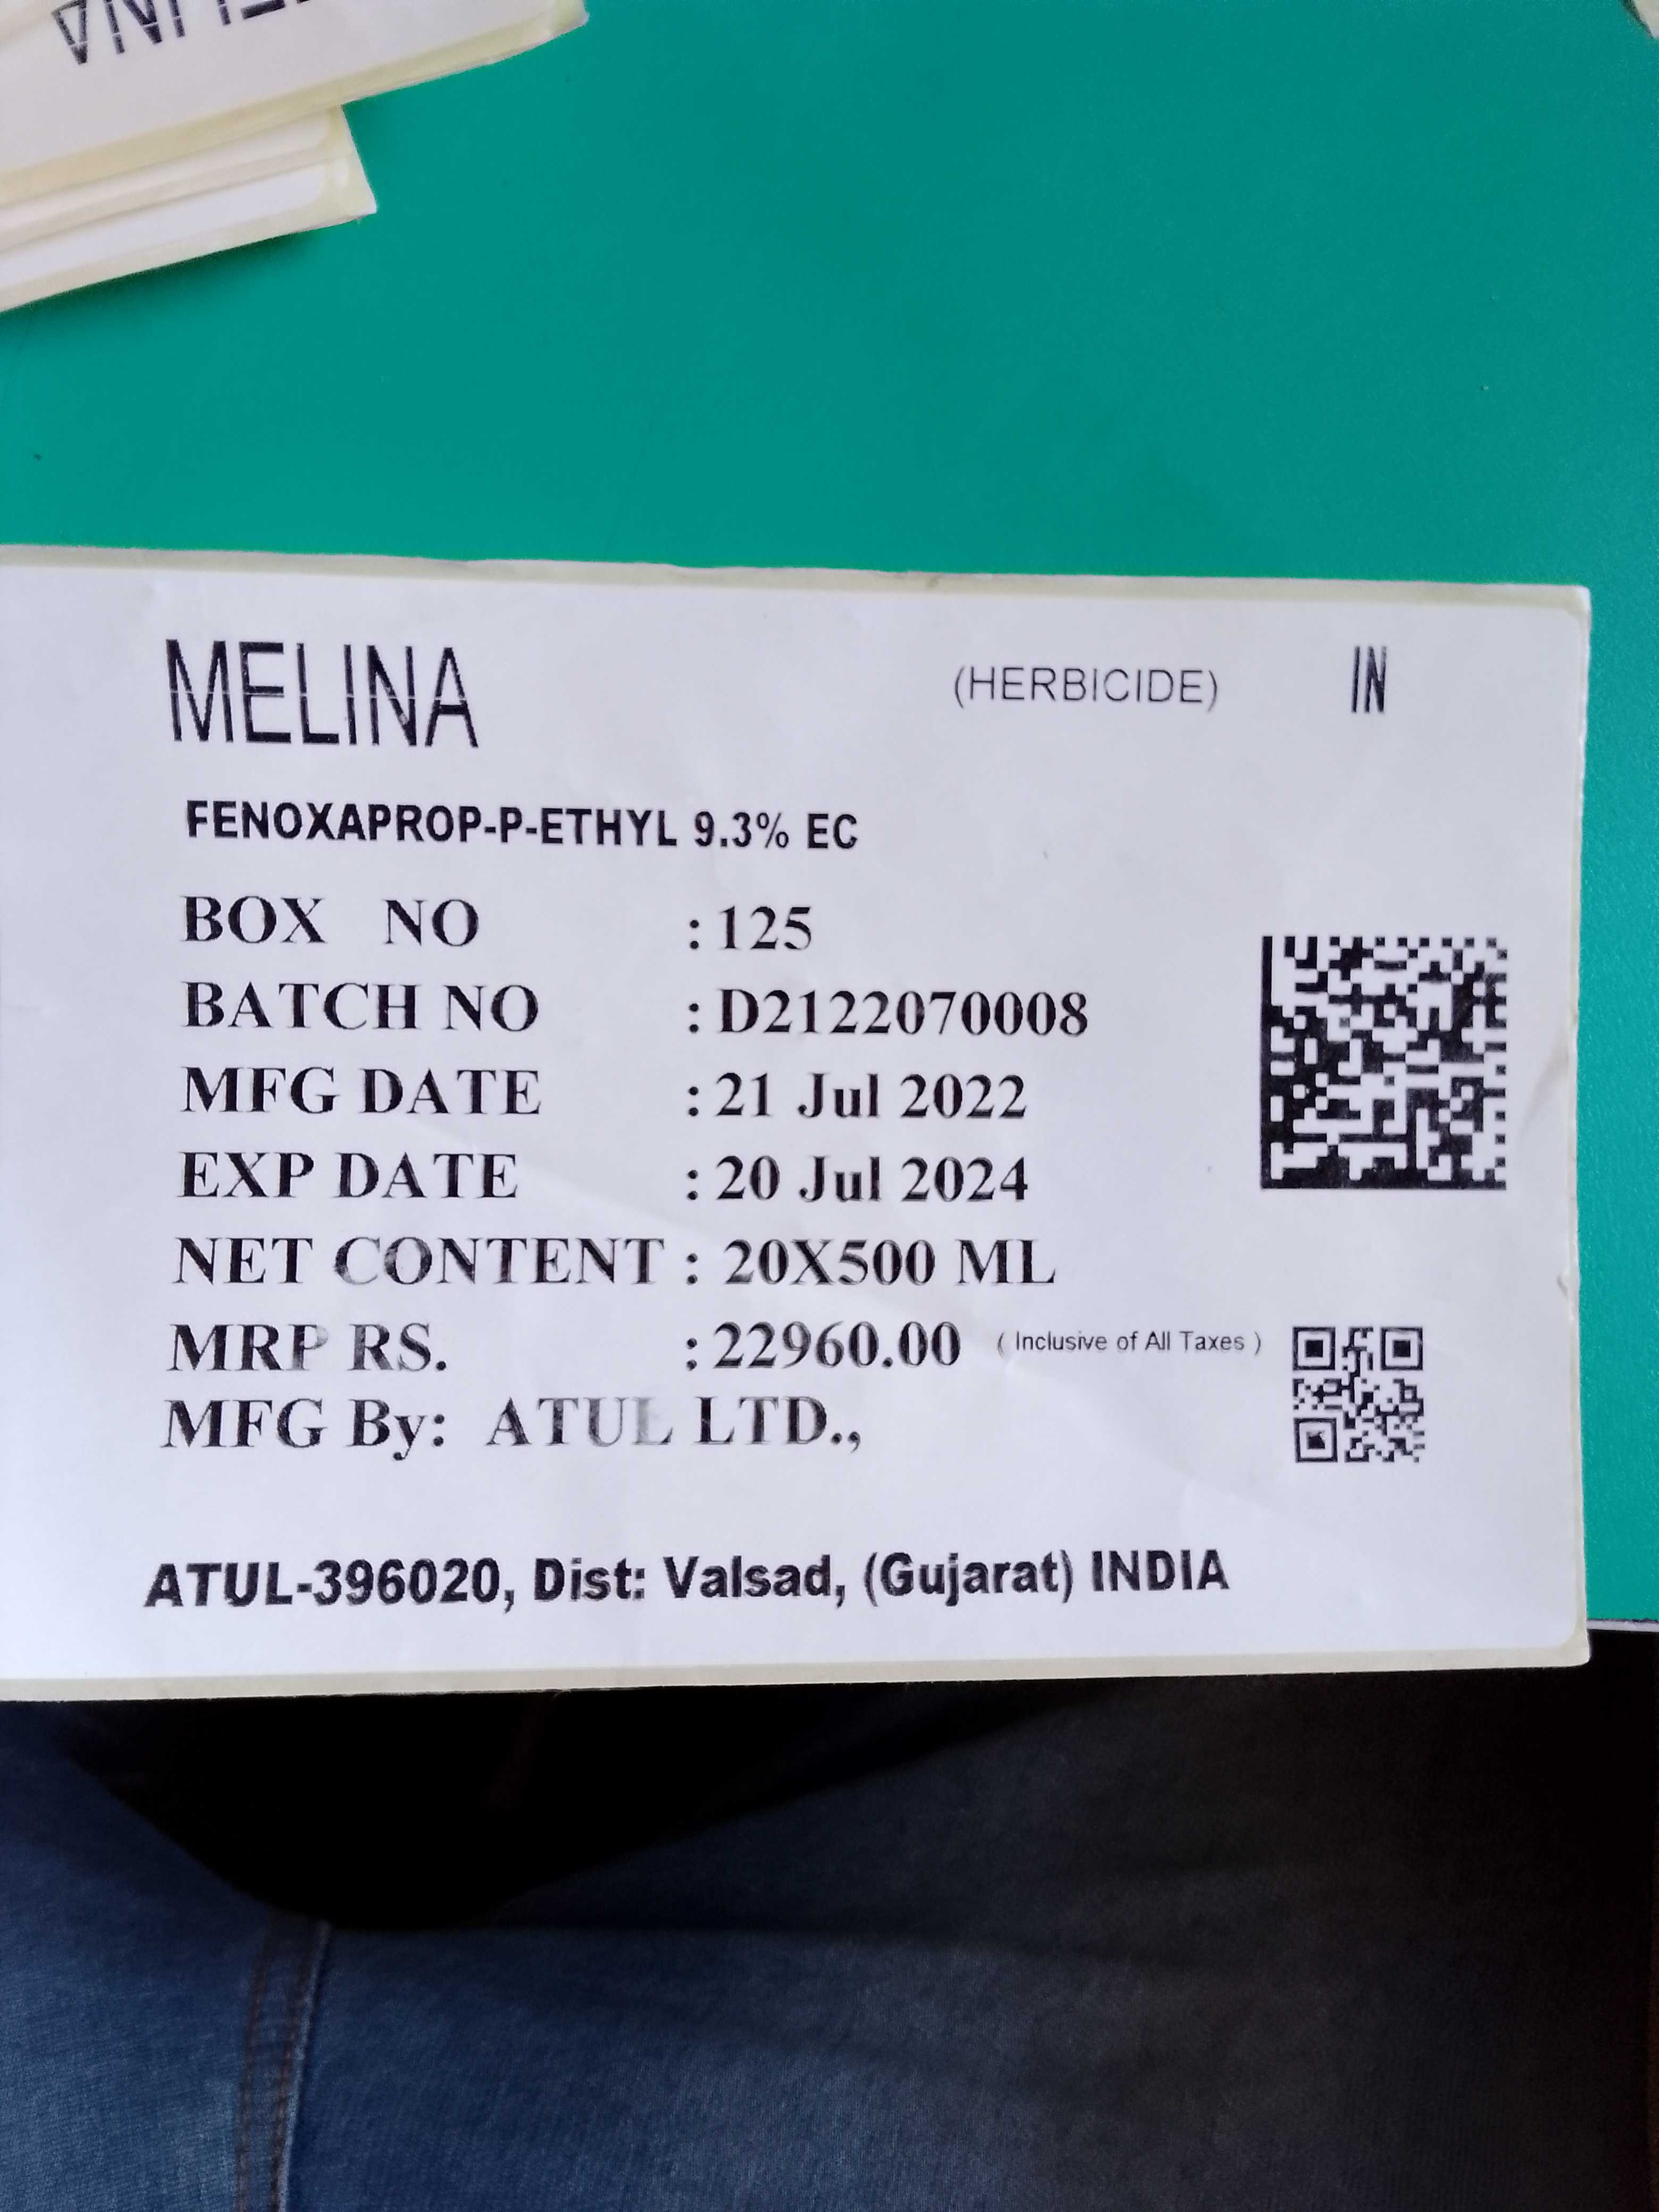 MELINA (HERBICIDE) IN
FENOXAPROP-P-ETHYL 9.3% EC
BOX NO : 125
BATCH NO : D2122070008
MFG DATE : 21 Jul 2022
EXP DATE : 20 Jul 2024
NET CONTENT : 20X500 ML
MRP RS. : 22960.00 ( Inclusive of All Taxes )
MFG By: ATUL LTD.,
ATUL-396020, Dist: Valsad, (Gujarat) INDIA